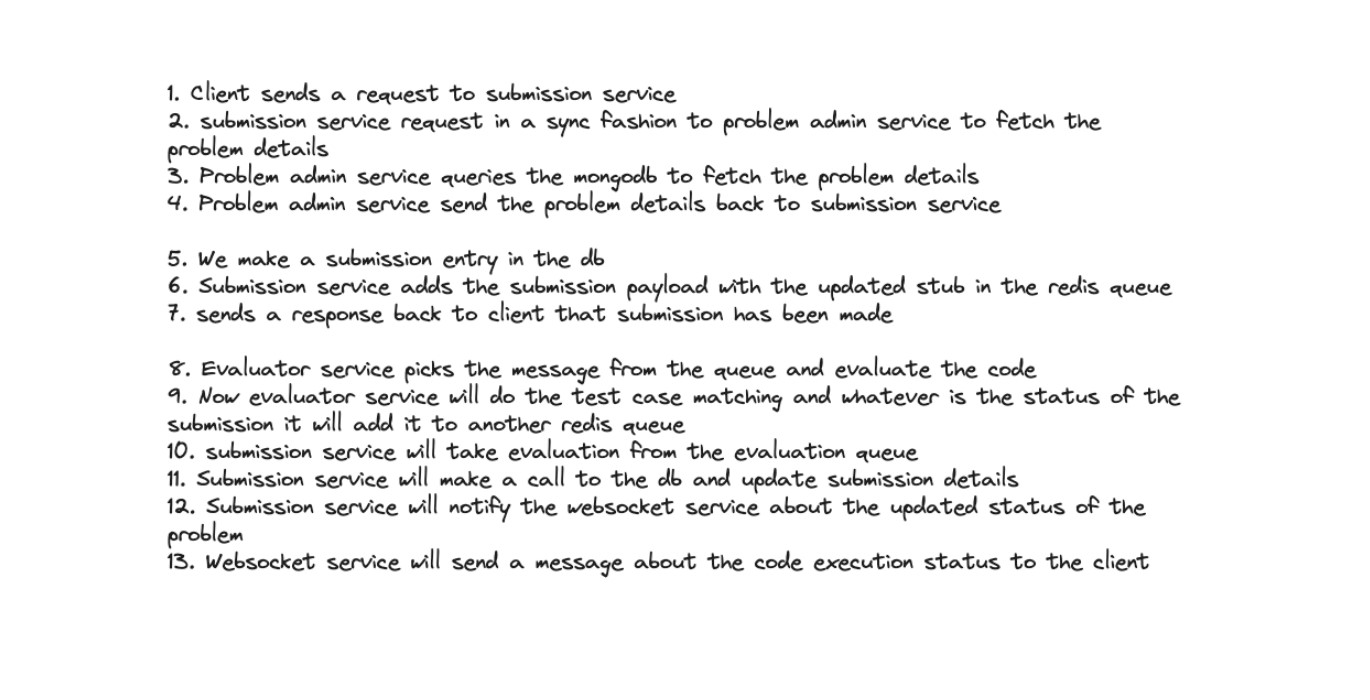 1. Client sends a request to submission service
2. submission service request in a sync fashion to problem admin service to fetch the
problem details
3. Problem admin service queries the mongodb to fetch the problem details
4. Problem admin service send the problem details back to submission service
5. We make a submission entry in the db
6. Submission service adds the submission payload with the updated stub in the redis queue
7. sends a response back to client that submission has been made
8. Evaluator service picks the message from the queue and evaluate the code
9. Now evaluator service will do the test case matching and whatever is the status of the
submission it will add it to another redis queue
10. submission service will take evaluation from the evaluation queue
11. Submission service will make a call to the db and update submission details
12. Submission service will notify the websocket service about the updated status of the
problem
13. Websocket service will send a message about the code execution status to the client